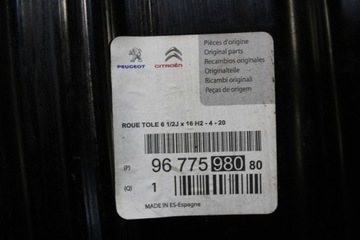 PEUGEOT
CITROËN
Pièces d'origine
Original parts
Recambios originales
Originalteile
Ricambi originali
Peças de origem
ROUE TOLE 6 1/2J x 16 H2 - 4 - 20
(P) 96 775 980 80
(Q) 1
MADE IN ES-Espagne